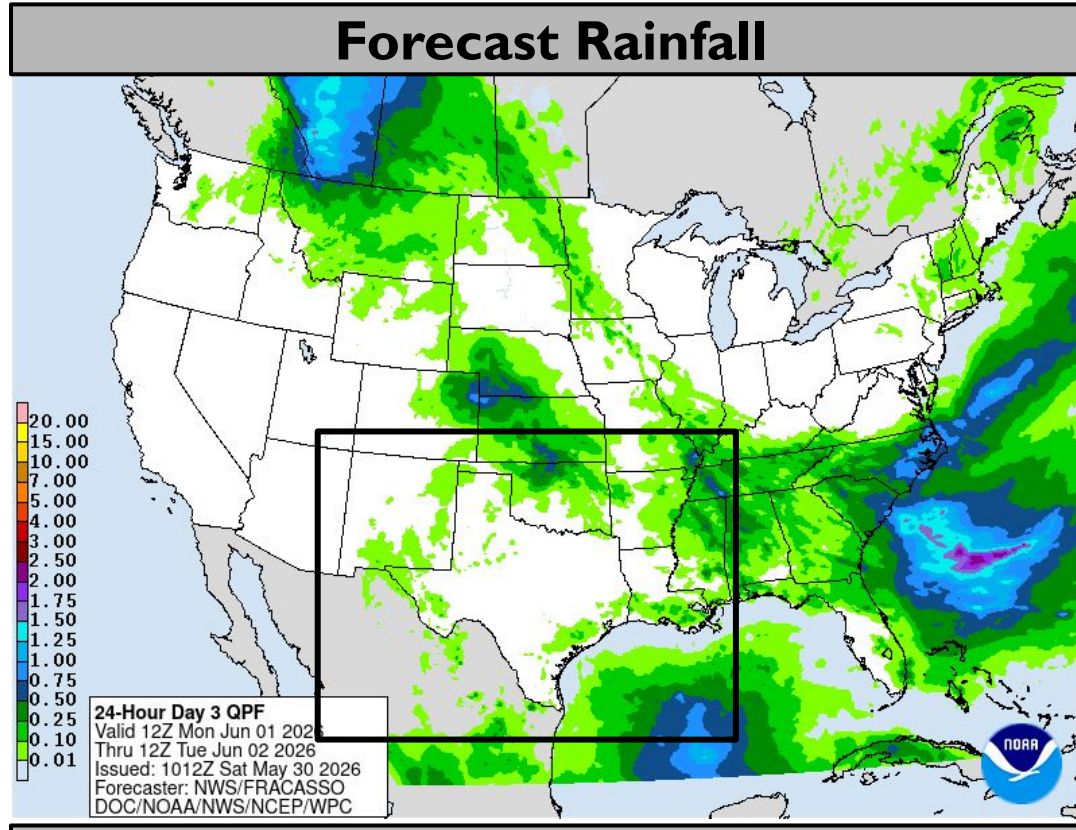 Forecast Rainfall
20.00
15.00
10.00
7.00
5.00
4.00
3.00
2.50
2.00
1.75
1.50
1.25
1.00
0.75
0.50
0.25
0.10
0.01
24-Hour Day 3 QPF
Valid 12Z Mon Jun 01 2026
Thru 12Z Tue Jun 02 2026
Issued: 1012Z Sat May 30 2026
Forecaster: NWS/FRACASSO
DOC/NOAA/NWS/NCEP/WPC
NOAA